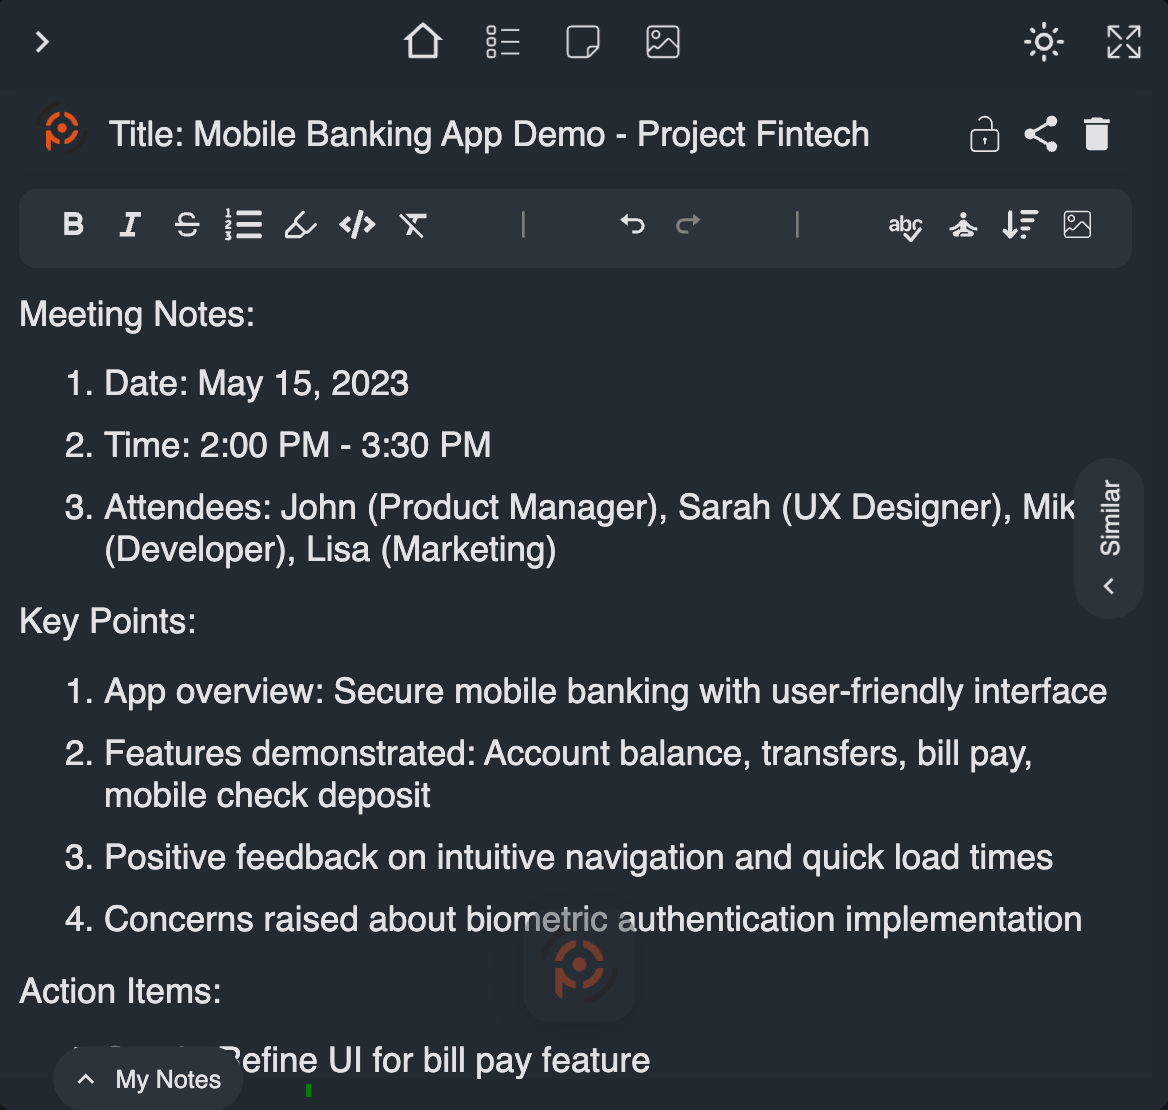 Title: Mobile Banking App Demo - Project Fintech
B I S </> abc
Meeting Notes:
1. Date: May 15, 2023
2. Time: 2:00 PM - 3:30 PM
3. Attendees: John (Product Manager), Sarah (UX Designer), Mik
(Developer), Lisa (Marketing)
Similar
Key Points:
1. App overview: Secure mobile banking with user-friendly interface
2. Features demonstrated: Account balance, transfers, bill pay,
mobile check deposit
3. Positive feedback on intuitive navigation and quick load times
4. Concerns raised about biometric authentication implementation
Action Items:
Refine UI for bill pay feature
My Notes